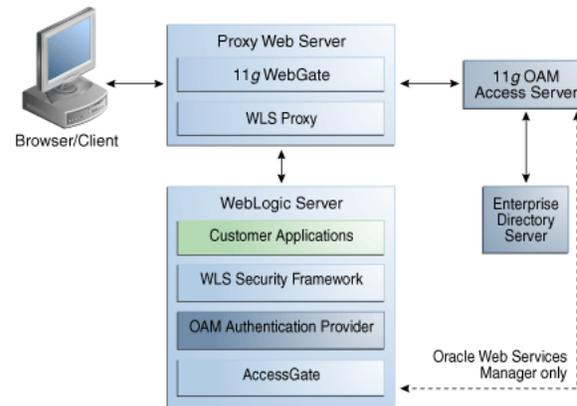 Browser/Client
Proxy Web Server
11g WebGate
WLS Proxy
11g OAM
Access Server
Enterprise
Directory
Server
WebLogic Server
Customer Applications
WLS Security Framework
OAM Authentication Provider
AccessGate
Oracle Web Services
Manager only